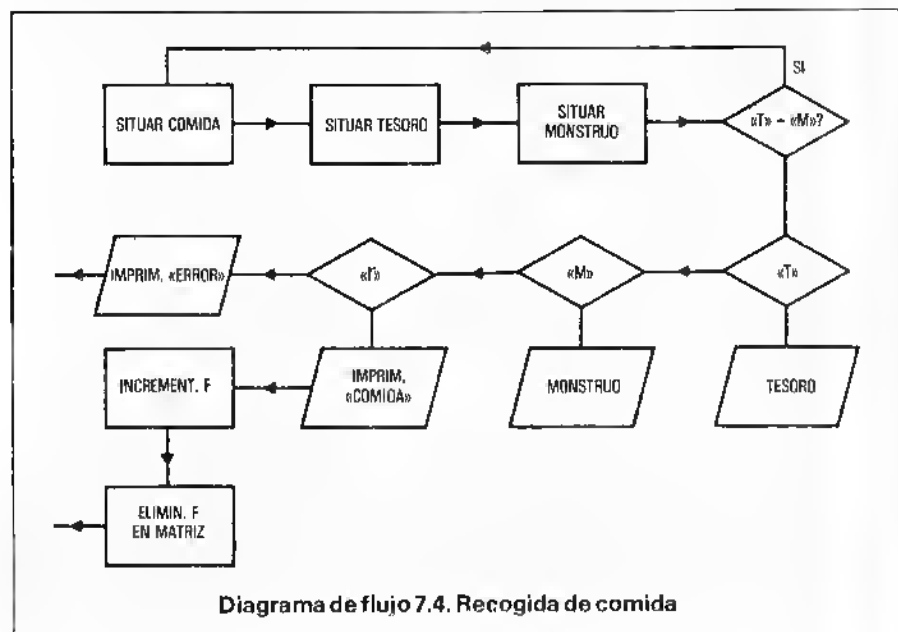 SI
SITUAR COMIDA
SITUAR TESORO
SITUAR
MONSTRUO
«T» – «M»?
IMPRIM, «ERROR»
«M»
«T»
INCREMENT. F
IMPRIM,
«COMIDA»
MONSTRUO
TESORO
ELIMIN. F
EN MATRIZ
Diagrama de flujo 7.4. Recogida de comida